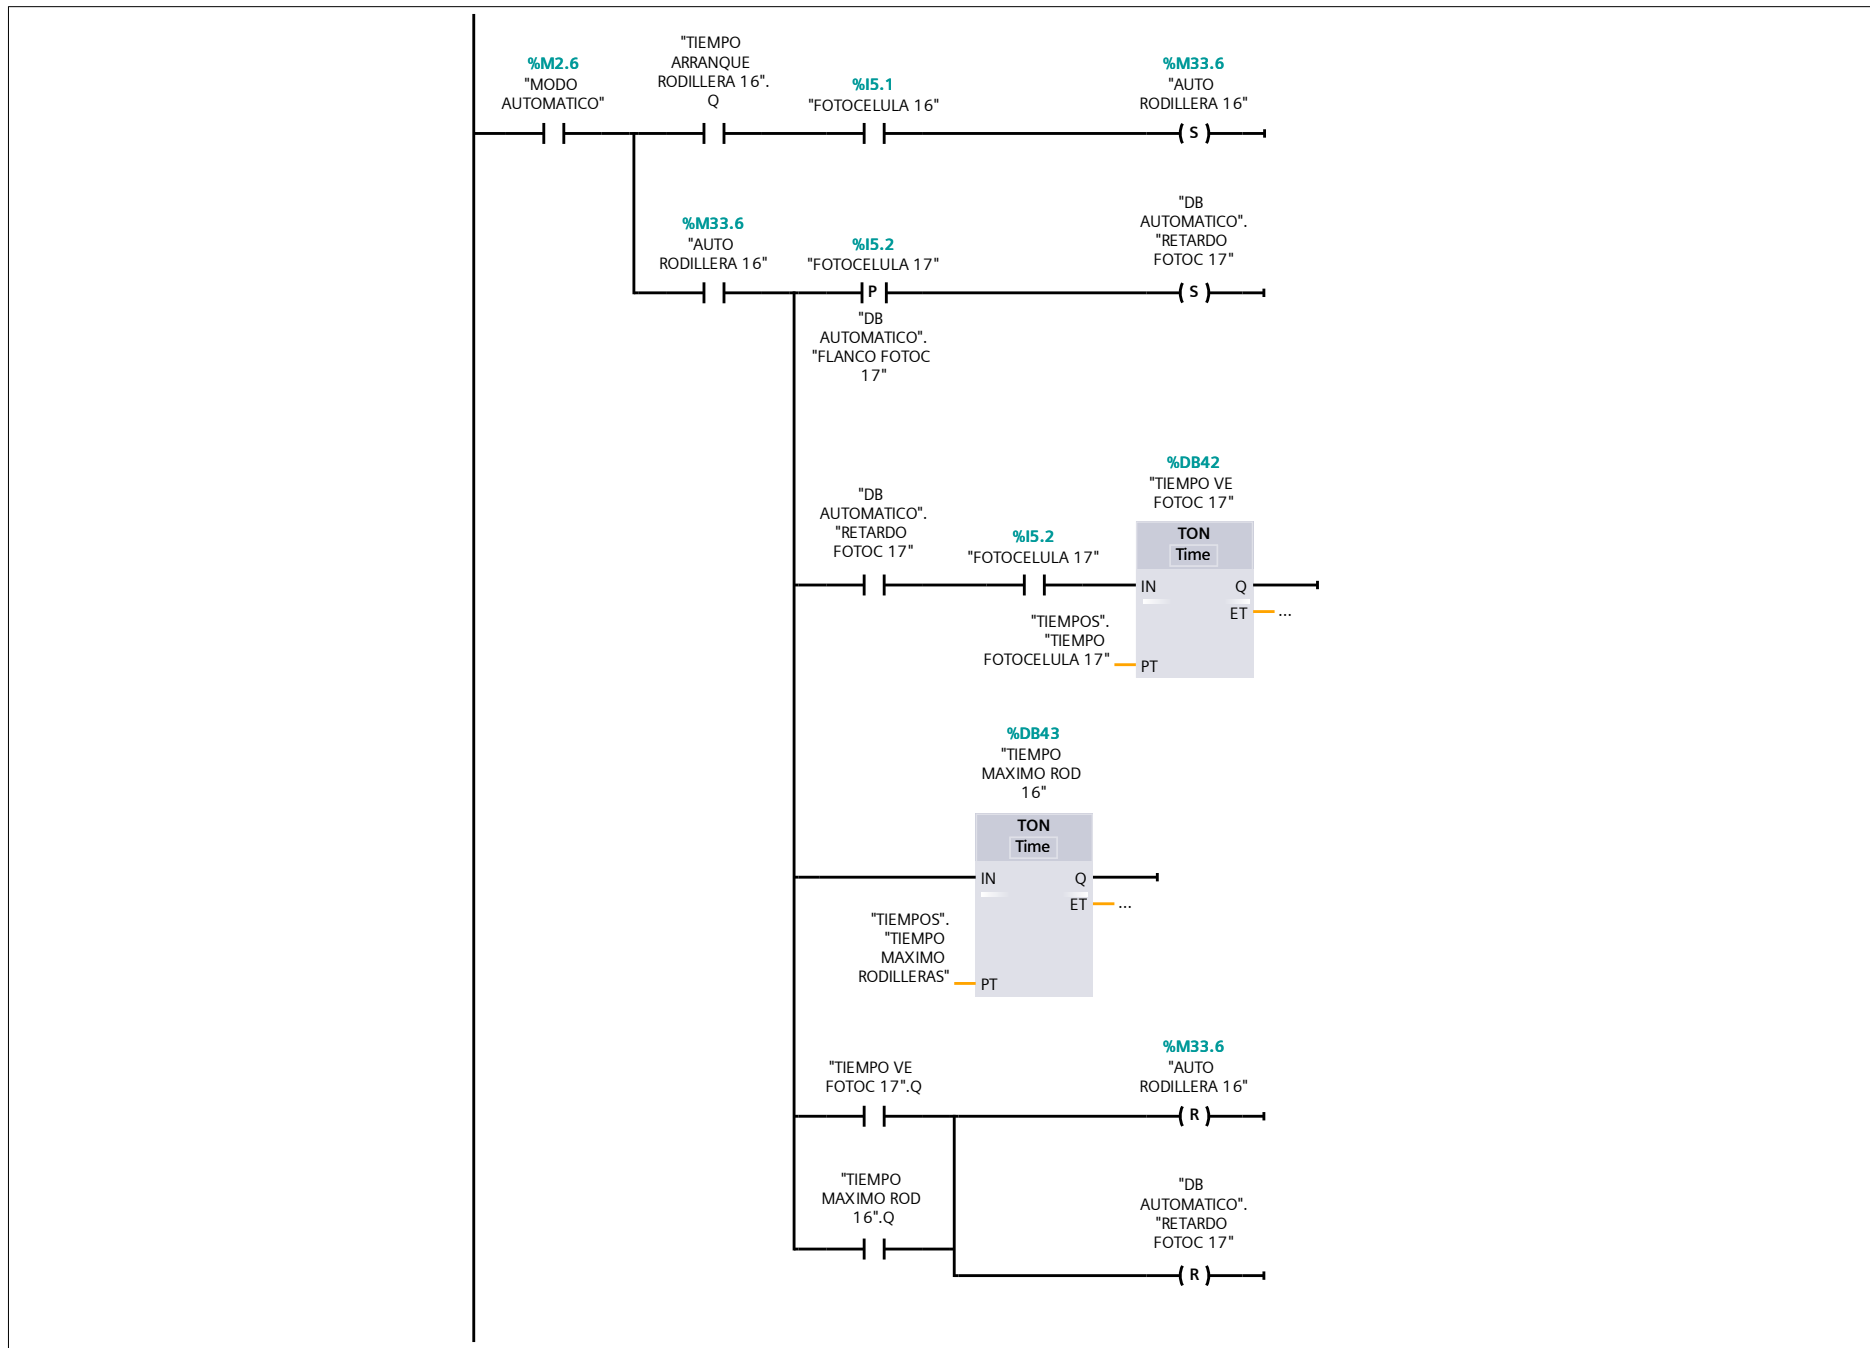 %M2.6
"MODO
AUTOMATICO"
"TIEMPO
ARRANQUE
RODILLERA 16".
Q
%I5.1
"FOTOCELULA 16"
%M33.6
"AUTO
RODILLERA 16"
S
%M33.6
"AUTO
RODILLERA 16"
%I5.2
"FOTOCELULA 17"
P
"DB
AUTOMATICO".
"FLANCO FOTOC
17"
"DB
AUTOMATICO".
"RETARDO
FOTOC 17"
S
"DB
AUTOMATICO".
"RETARDO
FOTOC 17"
%I5.2
"FOTOCELULA 17"
%DB42
"TIEMPO VE
FOTOC 17"
TON
Time
IN
Q
ET
...
"TIEMPOS".
"TIEMPO
FOTOCELULA 17"
PT
%DB43
"TIEMPO
MAXIMO ROD
16"
TON
Time
IN
Q
ET
...
"TIEMPOS".
"TIEMPO
MAXIMO
RODILLERAS"
PT
"TIEMPO VE
FOTOC 17".Q
%M33.6
"AUTO
RODILLERA 16"
R
"TIEMPO
MAXIMO ROD
16".Q
"DB
AUTOMATICO".
"RETARDO
FOTOC 17"
R